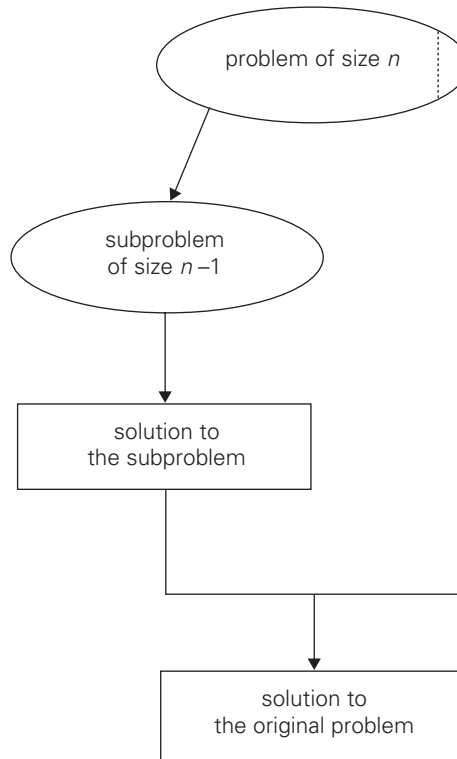 problem of size n
subproblem
of size n–1
solution to
the subproblem
solution to
the original problem